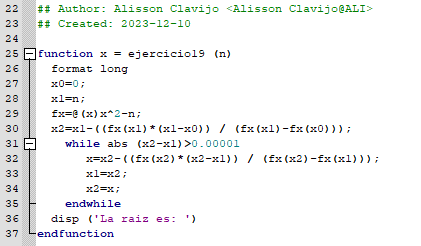 22 ## Author: Alisson Clavijo <Alisson Clavijo@ALI>
23 ## Created: 2023-12-10
24
25 function x = ejercicio19 (n)
26 format long
27 x0=0;
28 x1=n;
29 fx=@(x)x^2-n;
30 x2=x1-((fx(x1)*(x1-x0)) / (fx(x1)-fx(x0)));
31 while abs (x2-x1)>0.00001
32 x=x2-((fx(x2)*(x2-x1)) / (fx(x2)-fx(x1)));
33 x1=x2;
34 x2=x;
35 endwhile
36 disp ('La raiz es: ')
37 endfunction